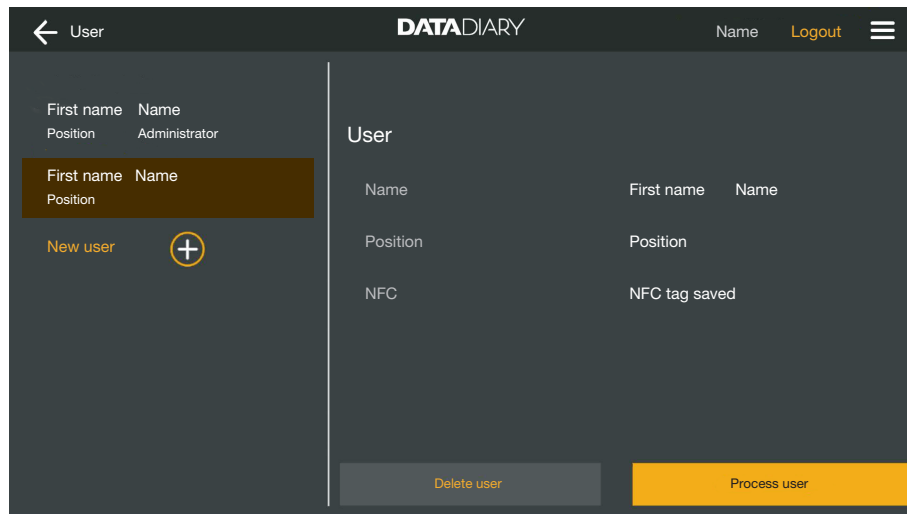 User
DATADIARY
Name Logout
First name Name
Position Administrator
First name Name
Position
New user
User
Name First name Name
Position Position
NFC NFC tag saved
Delete user Process user